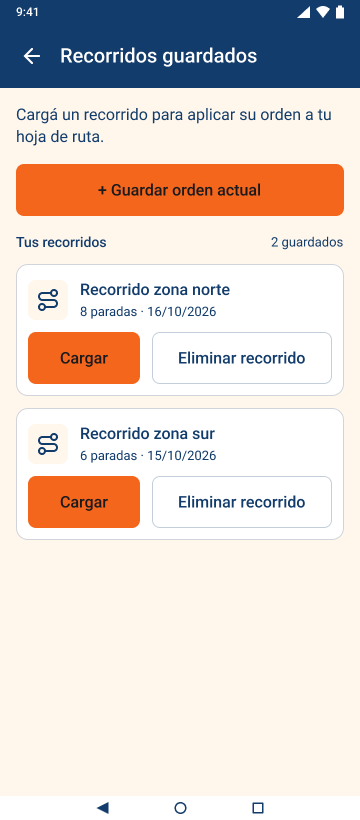 9:41
Recorridos guardados
Cargá un recorrido para aplicar su orden a tu
hoja de ruta.
+ Guardar orden actual
Tus recorridos
2 guardados
Recorrido zona norte
8 paradas · 16/10/2026
Cargar
Eliminar recorrido
Recorrido zona sur
6 paradas · 15/10/2026
Cargar
Eliminar recorrido